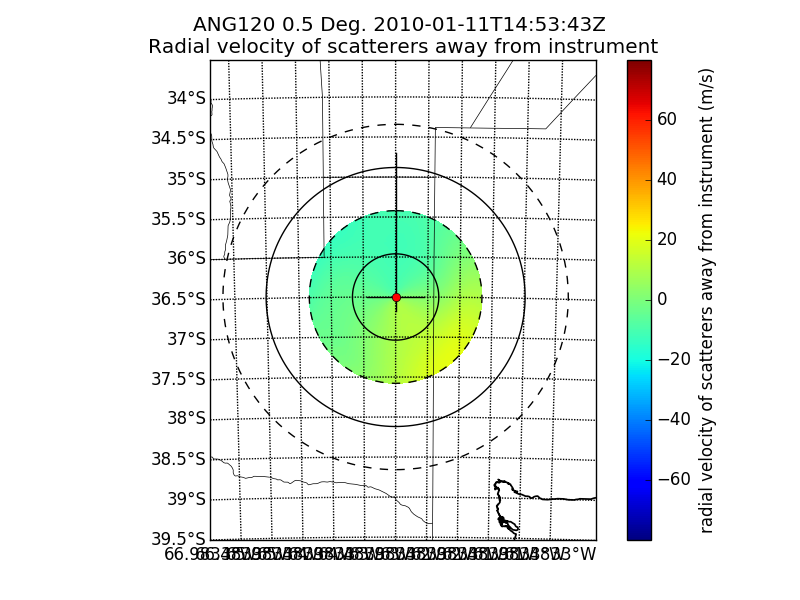 ANG120 0.5 Deg. 2010-01-11T14:53:43Z
Radial velocity of scatterers away from instrument
34°S
34.5°S
35°S
35.5°S
36°S
36.5°S
37°S
37.5°S
38°S
38.5°S
39°S
39.5°S
60
40
20
0
−20
−40
−60
radial velocity of scatterers away from instrument (m/s)